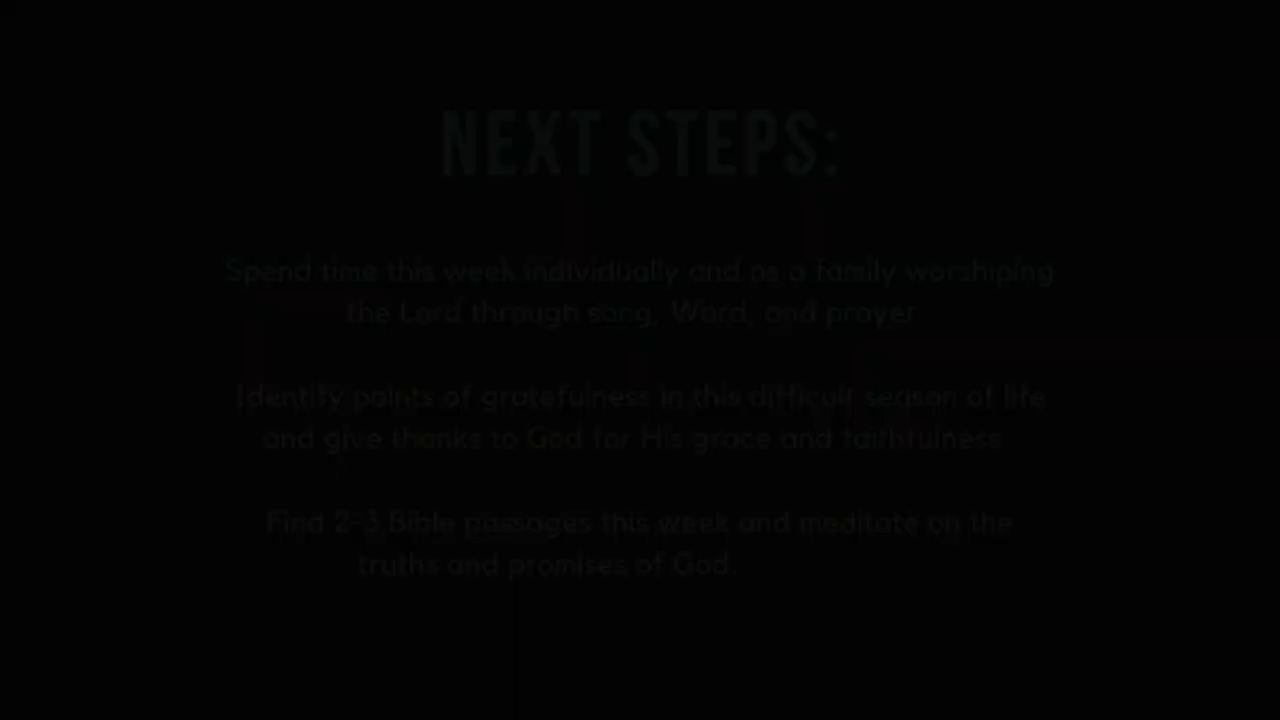 NEXT STEPS:
Spend time this week individually and as a family worshiping
the Lord through song, Word, and prayer
Identify points of gratefulness in this difficult season of life
and give thanks to God for His grace and faithfulness
Find 2-3 Bible passages this week and meditate on the
truths and promises of God.